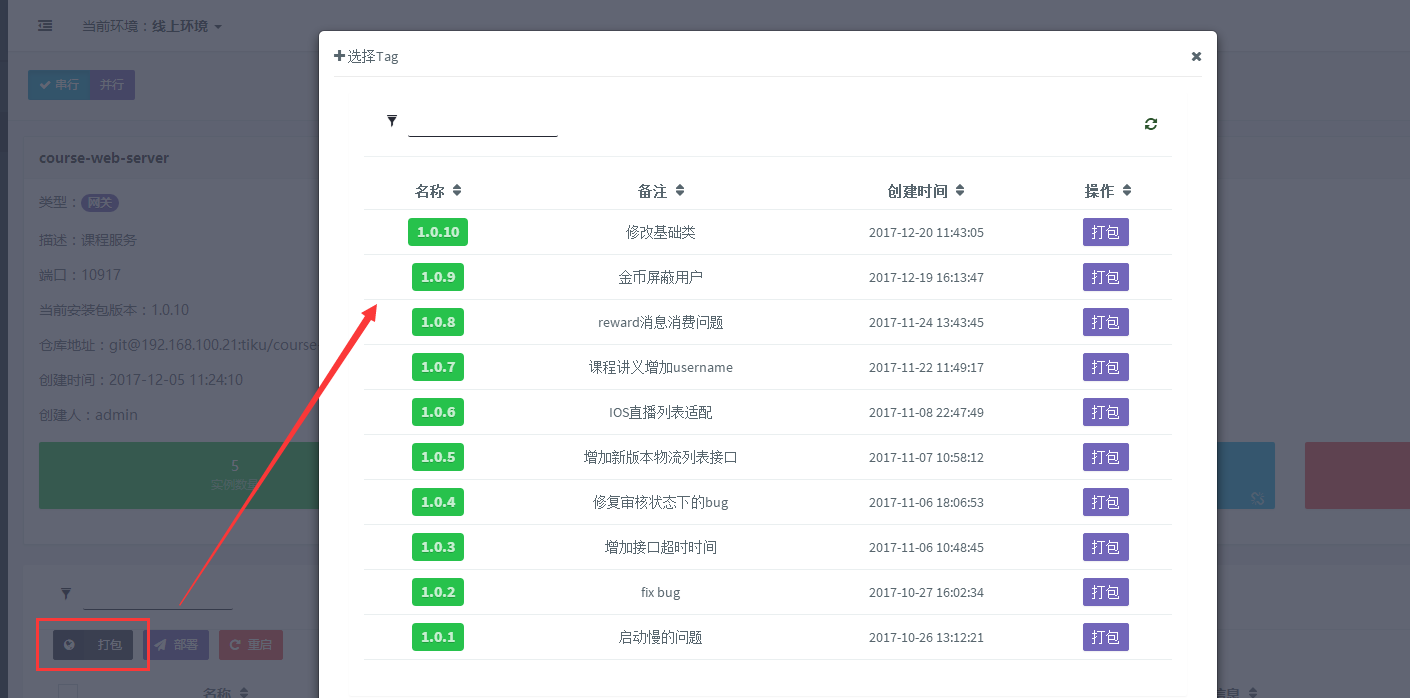 当前环境：线上环境
串行 并行
course-web-server
类型：网关
描述：课程服务
端口：10917
当前安装包版本：1.0.10
仓库地址：git@192.168.100.21:tiku/course-
创建时间：2017-12-05 11:24:10
创建人：admin
5
实例数量
打包 部署 重启
名称
信息
选择Tag
名称 备注 创建时间 操作
1.0.10 修改基础类 2017-12-20 11:43:05 打包
1.0.9 金币屏蔽用户 2017-12-19 16:13:47 打包
1.0.8 reward消息消费问题 2017-11-24 13:43:45 打包
1.0.7 课程讲义增加username 2017-11-22 11:49:17 打包
1.0.6 IOS直播列表适配 2017-11-08 22:47:49 打包
1.0.5 增加新版本物流列表接口 2017-11-07 10:58:12 打包
1.0.4 修复审核状态下的bug 2017-11-06 18:06:53 打包
1.0.3 增加接口超时时间 2017-11-06 10:48:45 打包
1.0.2 fix bug 2017-10-27 16:02:34 打包
1.0.1 启动慢的问题 2017-10-26 13:12:21 打包